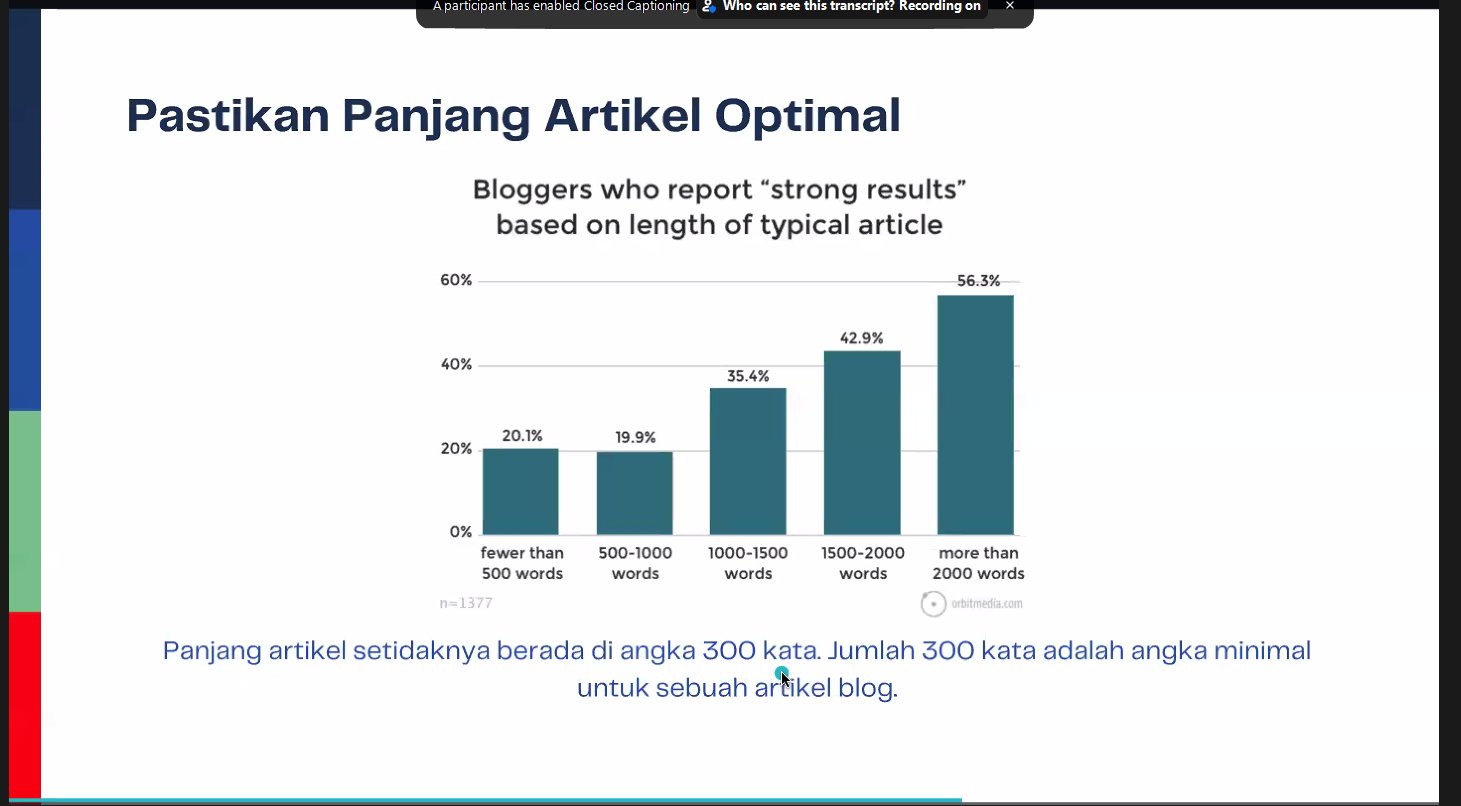 A participant has enabled Closed Captioning Who can see this transcript? Recording on ×
Pastikan Panjang Artikel Optimal
Bloggers who report “strong results”
based on length of typical article
60%
40%
20%
0%
20.1%
19.9%
35.4%
42.9%
56.3%
fewer than
500 words
500-1000
words
1000-1500
words
1500-2000
words
more than
2000 words
n=1377
orbitmedia.com
Panjang artikel setidaknya berada di angka 300 kata. Jumlah 300 kata adalah angka minimal
untuk sebuah artikel blog.